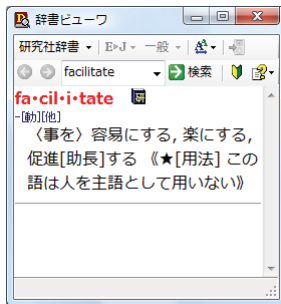 辞書ビューワ
研究社辞書 E▸J 一般
facilitate 検索
fa•cil•i•tate
-[動][他]
〈事を〉容易にする, 楽にする,
促進[助長]する 《★[用法] この
語は人を主語として用いない》